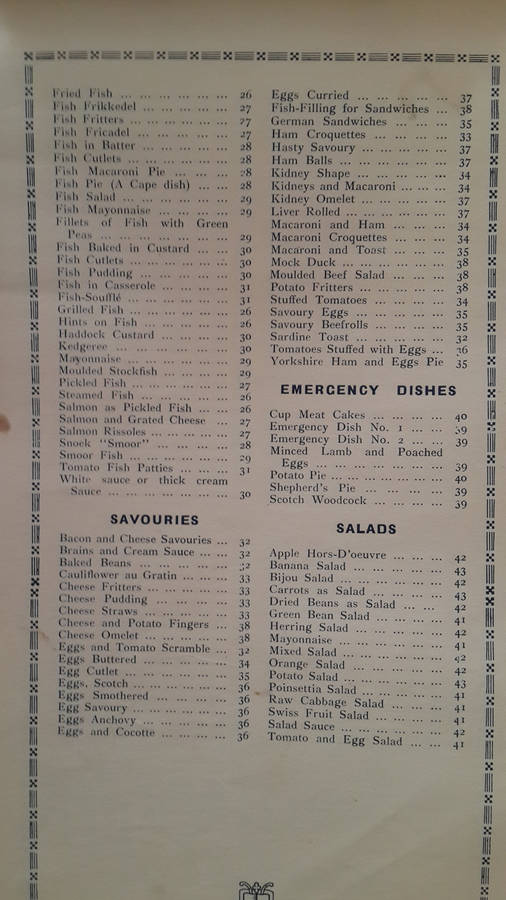 Fried Fish ... ... ... ... ... ... 26
Fish Frikkedel ... ... ... ... ... 27
Fish Fritters ... ... ... ... ... 27
Fish Fricadel ... ... ... ... ... 27
Fish in Batter ... ... ... ... ... 28
Fish Cutlets ... ... ... ... ... 28
Fish Macaroni Pie ... ... ... 28
Fish Pie (A Cape dish) ... ... 28
Fish Salad ... ... ... ... ... ... 29
Fish Mayonnaise ... ... ... ... 29
Fillets of Fish with Green
Peas ... ... ... ... ... ... ... 29
Fish Baked in Custard ... ... 30
Fish Cutlets ... ... ... ... ... 30
Fish Pudding ... ... ... ... ... 30
Fish in Casserole ... ... ... ... 31
Fish-Soufflé ... ... ... ... ... 31
Grilled Fish ... ... ... ... ... 26
Hints on Fish ... ... ... ... ... 26
Haddock Custard ... ... ... ... 30
Kedgeree ... ... ... ... ... ... 30
Mayonnaise ... ... ... ... ... 29
Moulded Stockfish ... ... ... ... 29
Pickled Fish ... ... ... ... ... 27
Steamed Fish ... ... ... ... ... 26
Salmon as Pickled Fish ... ... 26
Salmon and Grated Cheese ... 27
Salmon Rissoles ... ... ... ... 27
Snoek "Smoor" ... ... ... ... 28
Smoor Fish ... ... ... ... ... 29
Tomato Fish Patties ... ... ... 31
White sauce or thick cream
Sauce ... ... ... ... ... ... ... 30
SAVOURIES
Bacon and Cheese Savouries ... 32
Brains and Cream Sauce ... ... 32
Baked Beans ... ... ... ... ... 32
Cauliflower au Gratin ... ... ... 33
Cheese Fritters ... ... ... ... ... 33
Cheese Pudding ... ... ... ... 33
Cheese Straws ... ... ... ... ... 33
Cheese and Potato Fingers ... 38
Cheese Omelet ... ... ... ... ... 38
Eggs and Tomato Scramble ... 32
Eggs Buttered ... ... ... ... ... 34
Egg Cutlet ... ... ... ... ... ... 35
Eggs, Scotch ... ... ... ... ... 36
Eggs Smothered ... ... ... ... 36
Egg Savoury ... ... ... ... ... 36
Eggs Anchovy ... ... ... ... ... 36
Eggs and Cocotte ... ... ... ... 36
Eggs Curried ... ... ... ... ... 37
Fish-Filling for Sandwiches ... 38
German Sandwiches ... ... ... 35
Ham Croquettes ... ... ... ... 33
Hasty Savoury ... ... ... ... ... 37
Ham Balls ... ... ... ... ... ... 37
Kidney Shape ... ... ... ... ... 34
Kidneys and Macaroni ... ... ... 34
Kidney Omelet ... ... ... ... ... 37
Liver Rolled ... ... ... ... ... ... 37
Macaroni and Ham ... ... ... 34
Macaroni Croquettes ... ... ... 34
Macaroni and Toast ... ... ... 35
Mock Duck ... ... ... ... ... ... 38
Moulded Beef Salad ... ... ... 38
Potato Fritters ... ... ... ... ... 38
Stuffed Tomatoes ... ... ... ... 34
Savoury Eggs ... ... ... ... ... 35
Savoury Beefrolls ... ... ... ... 35
Sardine Toast ... ... ... ... ... 32
Tomatoes Stuffed with Eggs ... 36
Yorkshire Ham and Eggs Pie 35
EMERGENCY DISHES
Cup Meat Cakes ... ... ... ... 40
Emergency Dish No. 1 ... ... 39
Emergency Dish No. 2 ... ... 39
Minced Lamb and Poached
Eggs ... ... ... ... ... ... ... 39
Potato Pie ... ... ... ... ... ... 40
Shepherd's Pie ... ... ... ... 39
Scotch Woodcock ... ... ... ... 39
SALADS
Apple Hors-D'oeuvre ... ... ... 42
Banana Salad ... ... ... ... ... 43
Bijou Salad ... ... ... ... ... 42
Carrots as Salad ... ... ... ... 43
Dried Beans as Salad ... ... ... 42
Green Bean Salad ... ... ... ... 41
Herring Salad ... ... ... ... ... 42
Mayonnaise ... ... ... ... ... 41
Mixed Salad ... ... ... ... ... 42
Orange Salad ... ... ... ... ... 42
Potato Salad ... ... ... ... ... 43
Poinsettia Salad ... ... ... ... 41
Raw Cabbage Salad ... ... ... 41
Swiss Fruit Salad ... ... ... ... 41
Salad Sauce ... ... ... ... ... 42
Tomato and Egg Salad ... ... 41